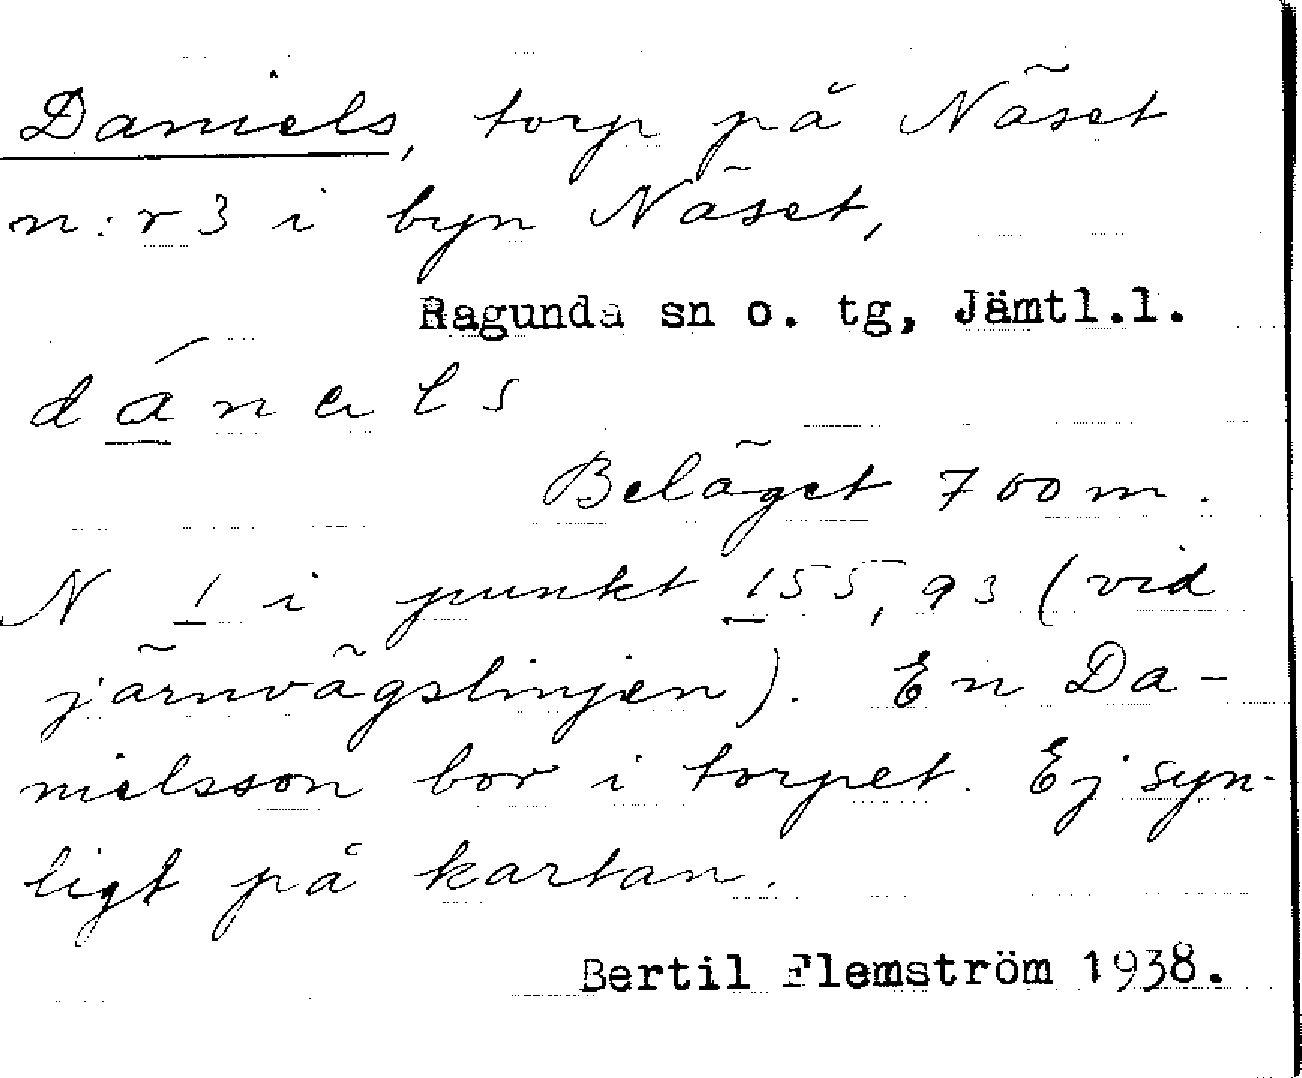 Daniels, torp på Näset
n:r 3 i byn Näset,
Ragunda sn o. tg, Jämtl.l.
Beläget 700 m.
N 1 i punkt 155,93 (vid
järnvägslinjen). En Da-
nielsson bor i torpet. Ej syn-
ligt på kartan.
Bertil Flemström 1938.